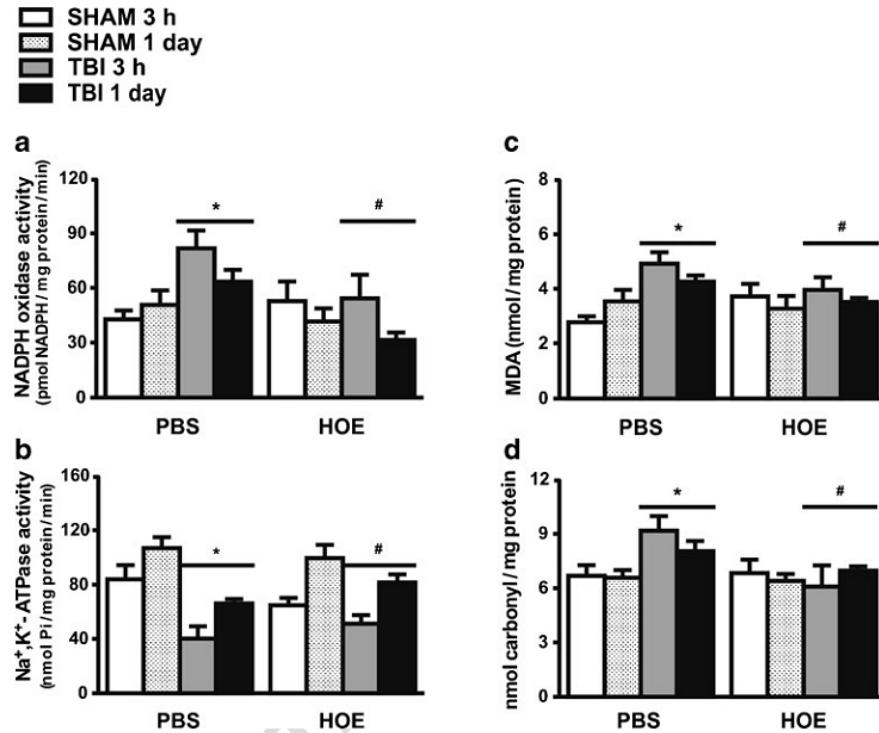 SHAM 3 h
SHAM 1 day
TBI 3 h
TBI 1 day
a
NADPH oxidase activity
(pmol NADPH / mg protein / min)
120
90
60
30
0
*
#
PBS
HOE
c
MDA (nmol / mg protein)
8
6
4
2
0
*
#
PBS
HOE
b
Na⁺,K⁺- ATPase activity
(nmol Pi / mg protein / min)
160
120
80
40
0
*
#
PBS
HOE
d
nmol carbonyl / mg protein
12
9
6
3
0
*
#
PBS
HOE